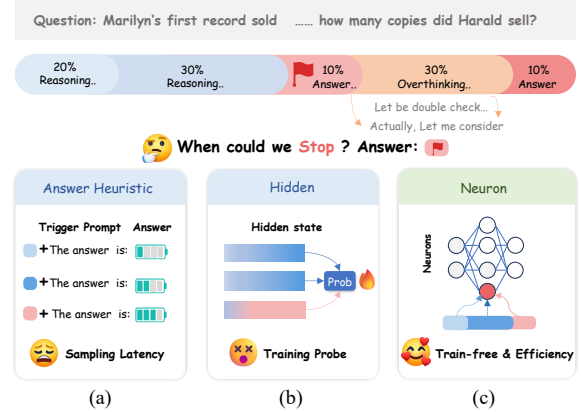 Question: Marilyn's first record sold ...... how many copies did Harald sell?
20% Reasoning..
30% Reasoning..
10% Answer..
30% Overthinking..
10% Answer
Let be double check...
Actually, Let me consider
When could we Stop ? Answer:
Answer Heuristic
Trigger Prompt Answer
+The answer is:
+The answer is:
+ The answer is:
Sampling Latency
(a)
Hidden
Hidden state
Prob
Training Probe
(b)
Neuron
Neurons
Train-free & Efficiency
(c)